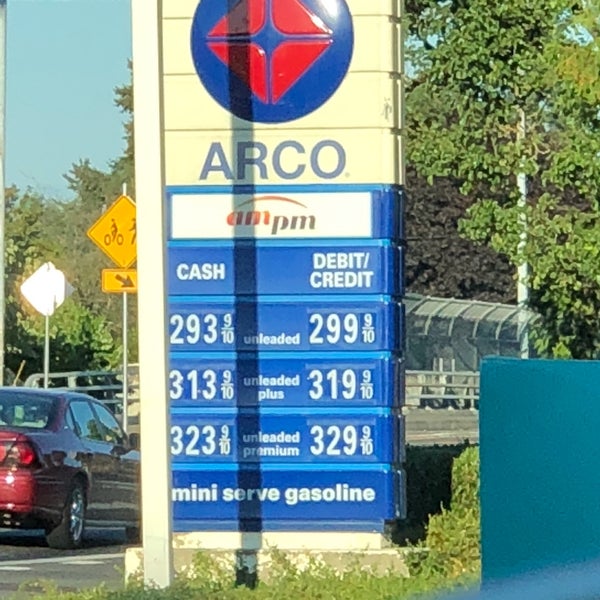 ARCO
ampm
CASH DEBIT/
CREDIT
293 9/10 unleaded 299 9/10
313 9/10 unleaded plus 319 9/10
323 9/10 unleaded premium 329 9/10
mini serve gasoline